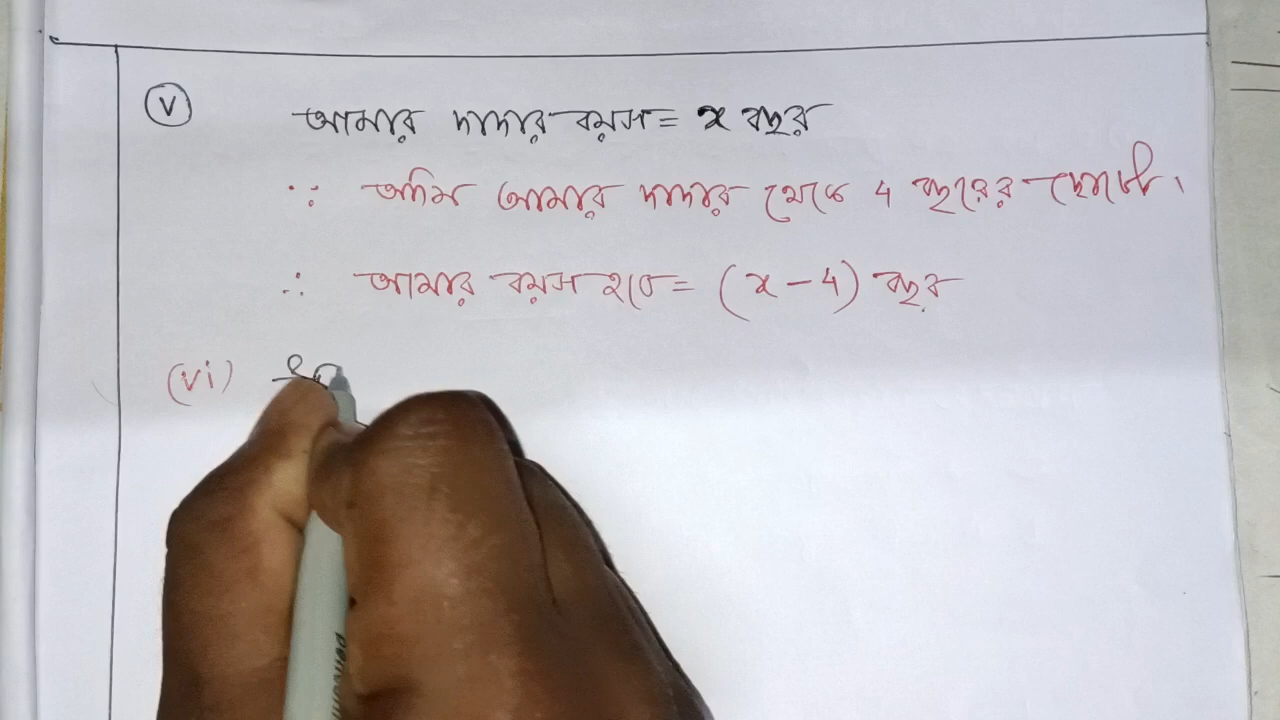 ⓥ আমার দাদার বয়স = x বছর
∵ আমি আমার দাদার থেকে 4 বছরের ছোট।
∴ আমার বয়স হবে = (x - 4) বছর
(vi)